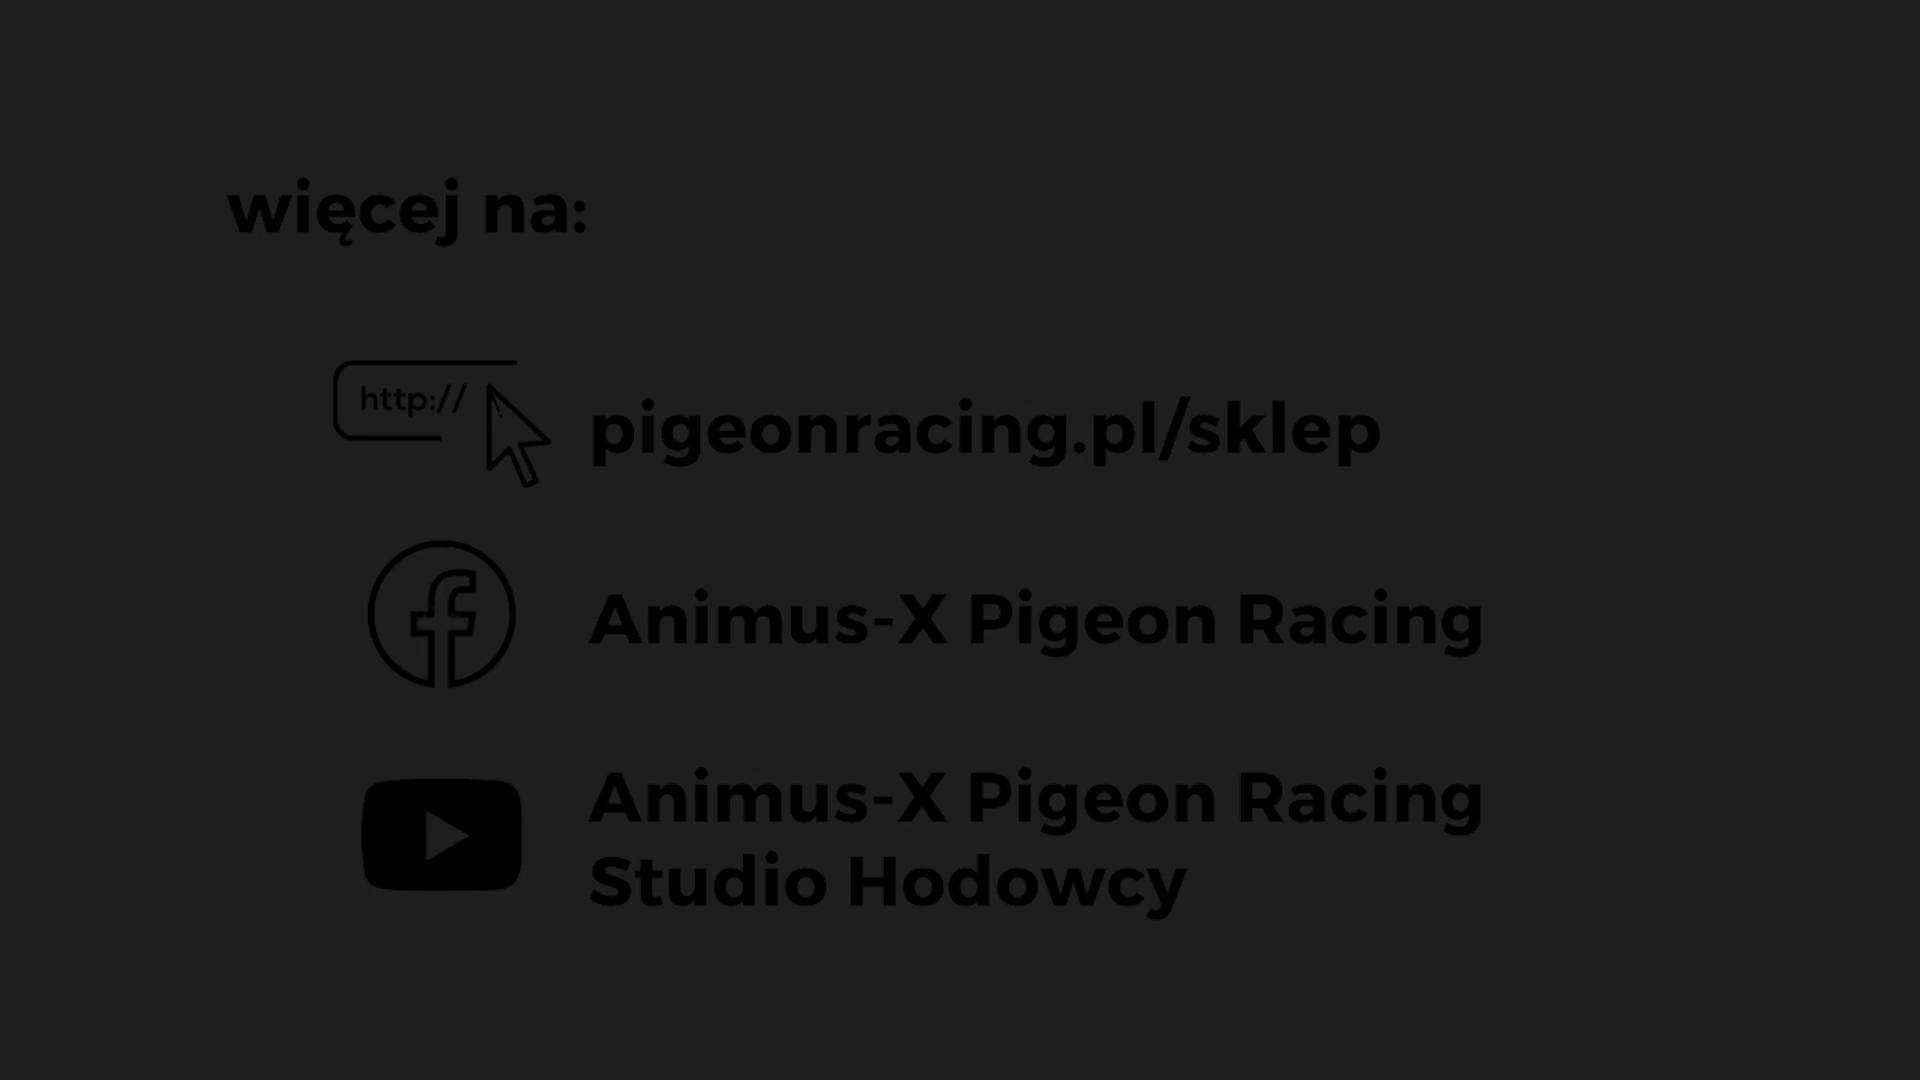 więcej na:
http://
pigeonracing.pl/sklep
Animus-X Pigeon Racing
Animus-X Pigeon Racing
Studio Hodowcy